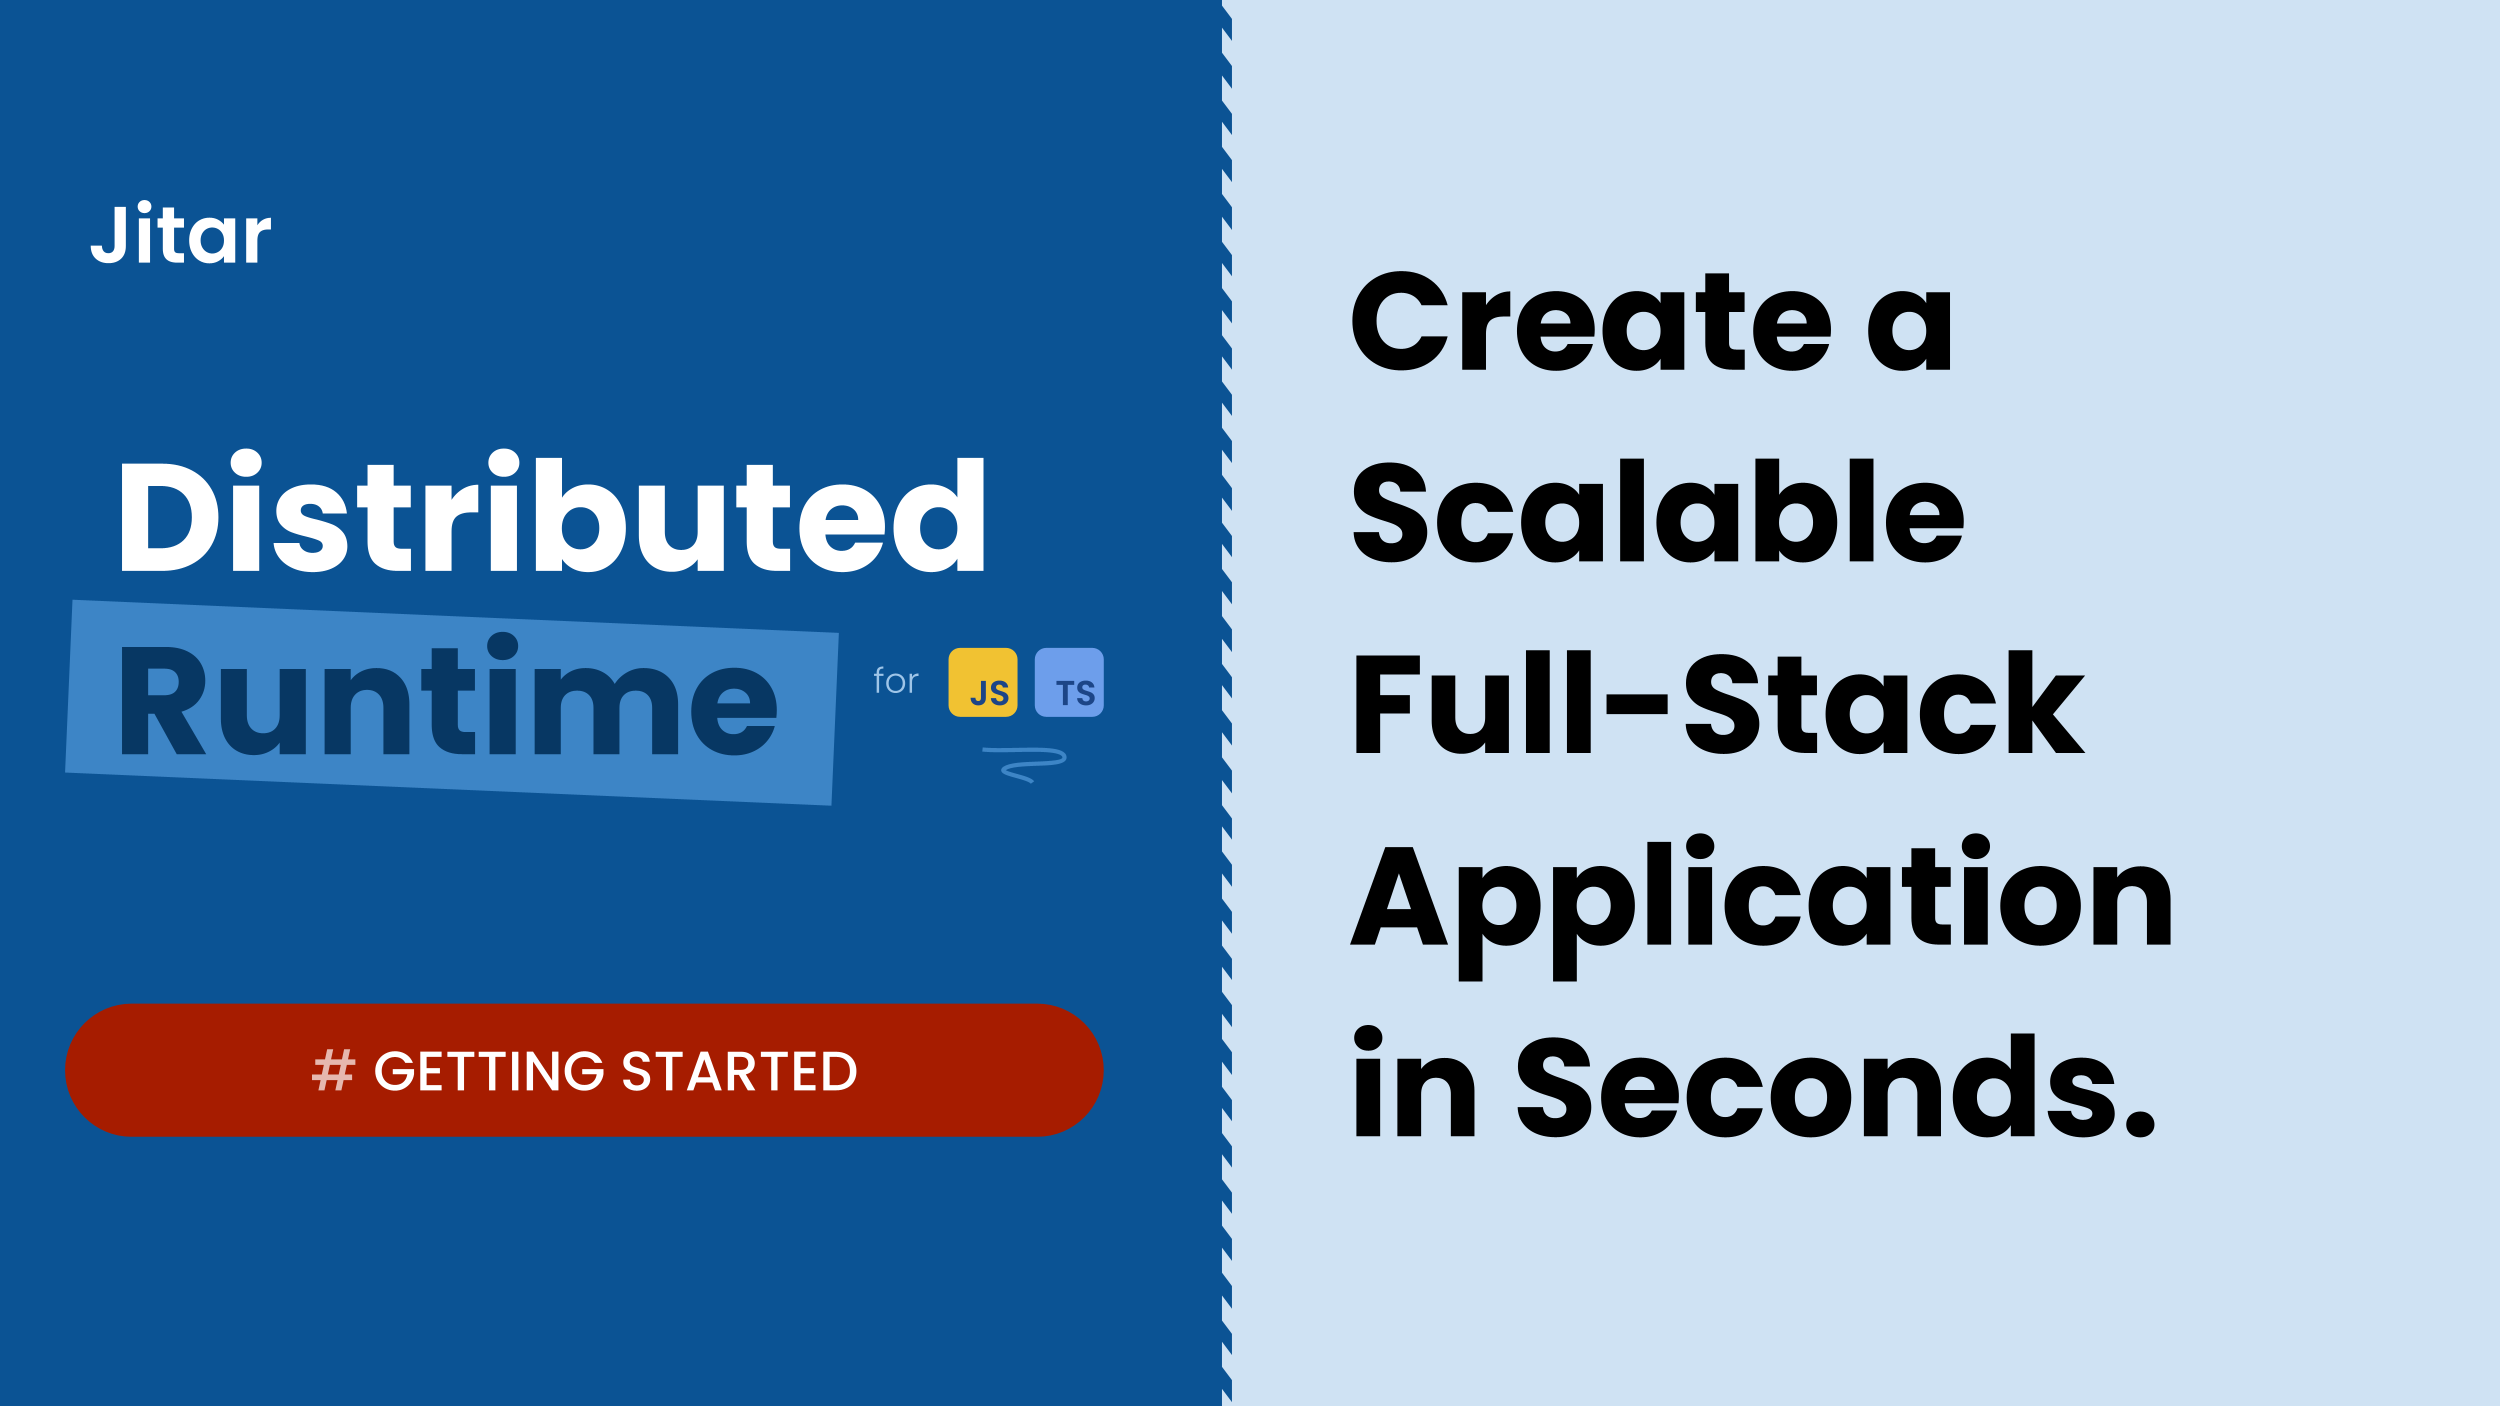 Jitar
Distributed
Runtime
for JS TS
# GETTING STARTED
Create a
Scalable
Full-Stack
Application
in Seconds.